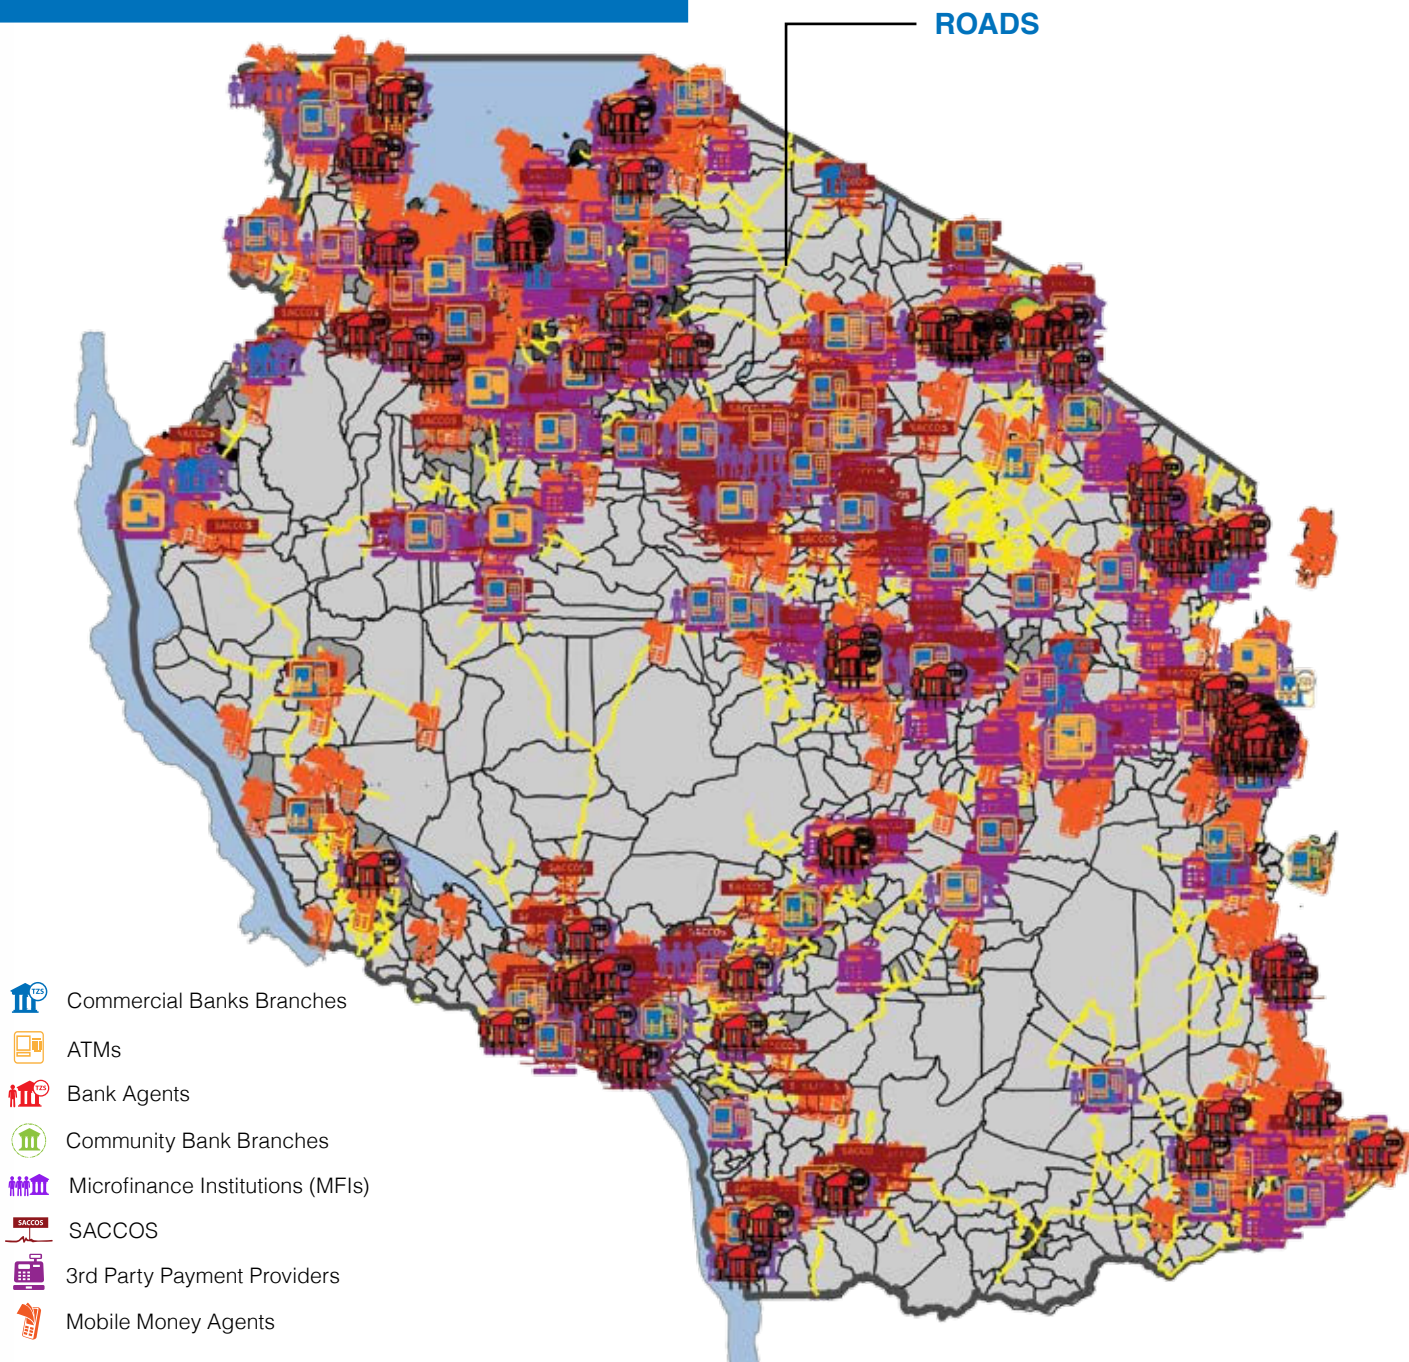 ROADS
Commercial Banks Branches
ATMs
Bank Agents
Community Bank Branches
Microfinance Institutions (MFIs)
SACCOS
SACCOS
3rd Party Payment Providers
Mobile Money Agents